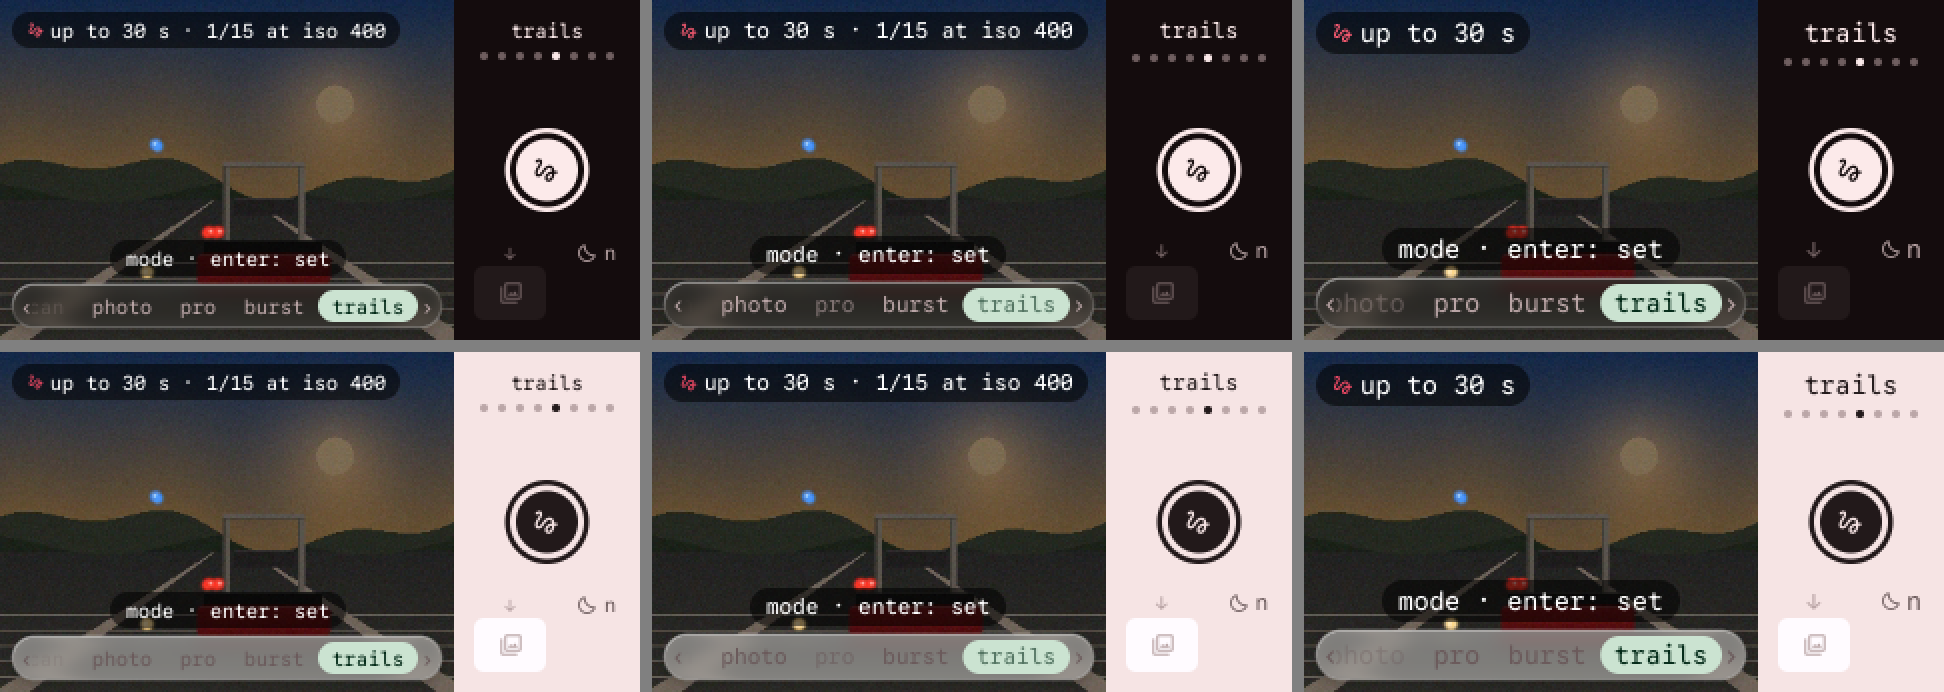 up to 30 s · 1/15 at iso 400
trails
n
mode · enter: set
photo pro burst trails
up to 30 s · 1/15 at iso 400
trails
n
mode · enter: set
photo pro burst trails
up to 30 s
trails
n
mode · enter: set
photo pro burst trails
up to 30 s · 1/15 at iso 400
trails
n
mode · enter: set
photo pro burst trails
up to 30 s · 1/15 at iso 400
trails
n
mode · enter: set
photo pro burst trails
up to 30 s
trails
n
mode · enter: set
photo pro burst trails